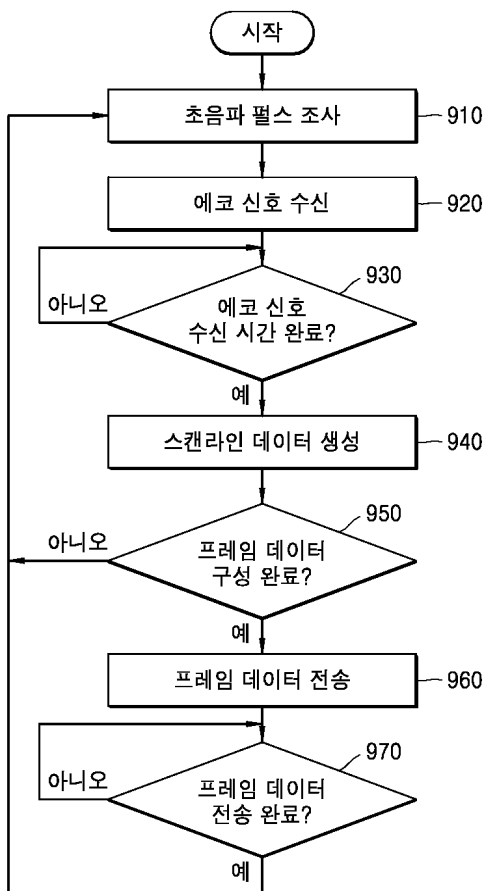 시작
초음파 펄스 조사
910
에코 신호 수신
920
930
아니오
에코 신호
수신 시간 완료?
예
스캔라인 데이터 생성
940
950
아니오
프레임 데이터
구성 완료?
예
프레임 데이터 전송
960
970
아니오
프레임 데이터
전송 완료?
예